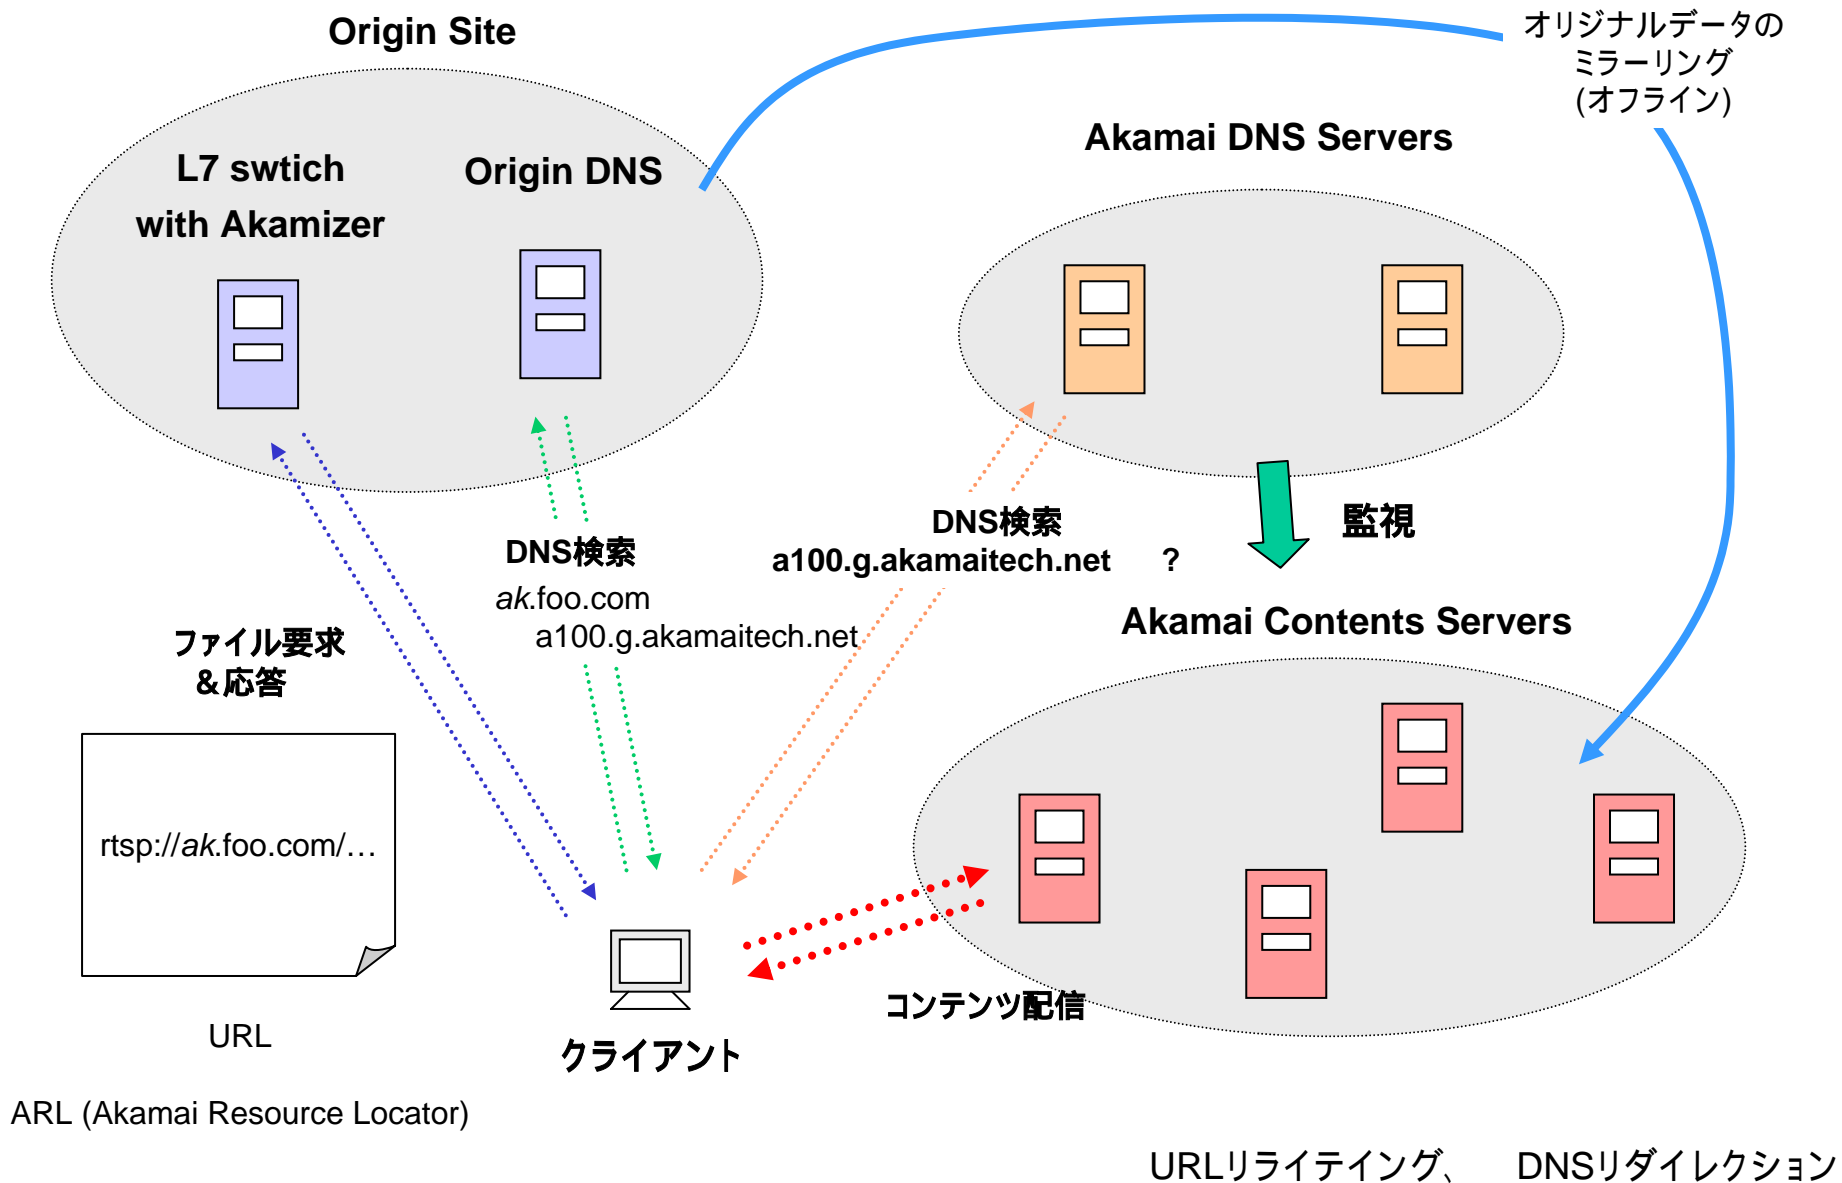 Origin Site
オリジナルデータの
ミラーリング
(オフライン)
Akamai DNS Servers
L7 swtich
with Akamizer
Origin DNS
DNS検索
a100.g.akamaitech.net ?
監視
DNS検索
ak.foo.com
a100.g.akamaitech.net
ファイル要求
＆応答
Akamai Contents Servers
rtsp://ak.foo.com/…
コンテンツ配信
URL
クライアント
ARL (Akamai Resource Locator)
URLリライテイング、 DNSリダイレクション